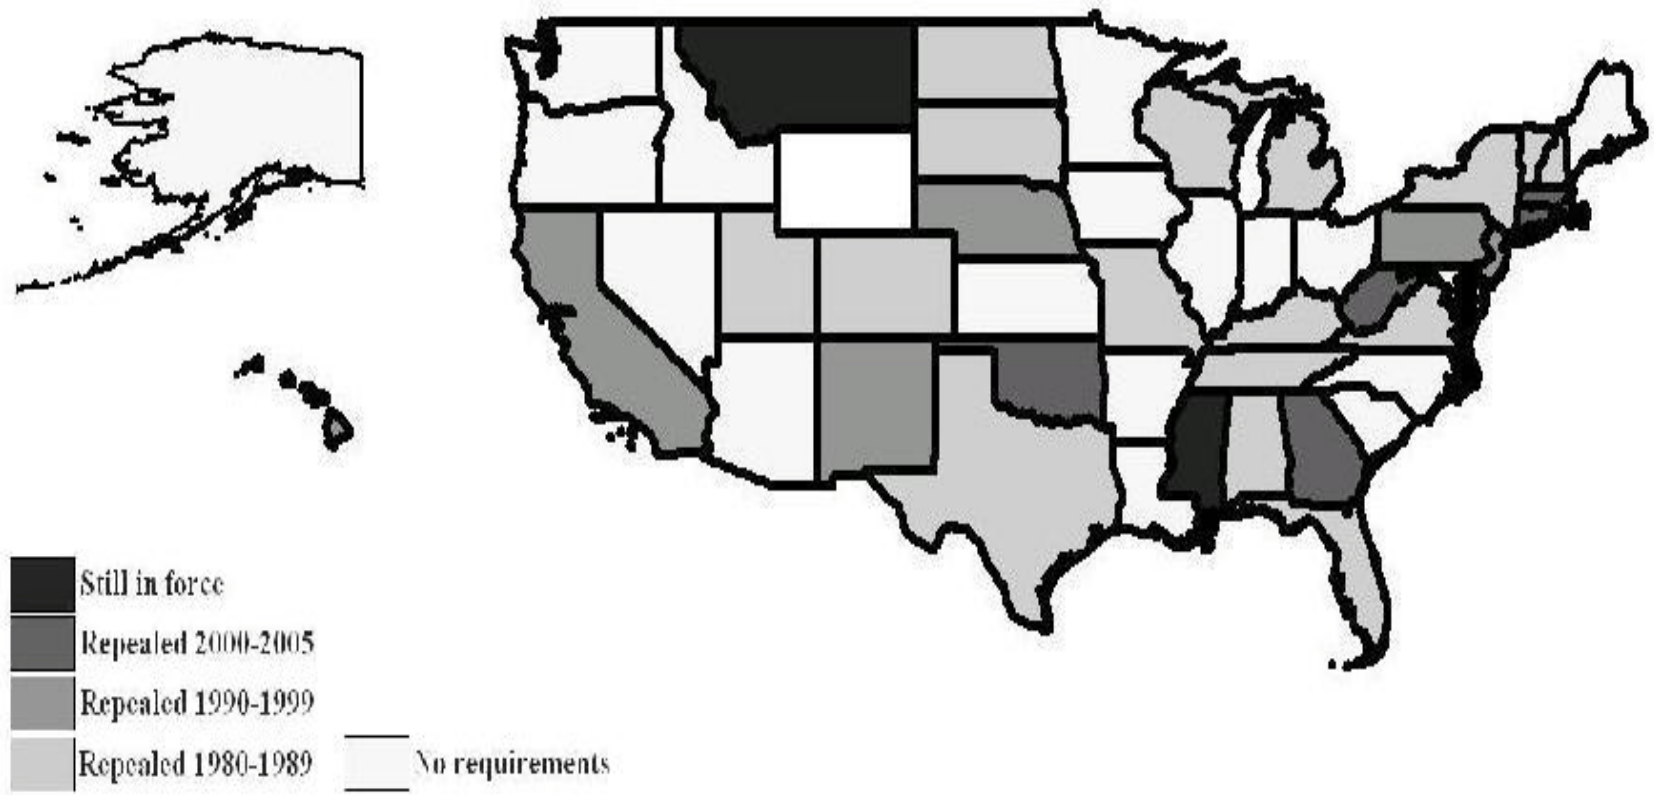 Still in force
Repealed 2000-2005
Repealed 1990-1999
Repealed 1980-1989
No requirements